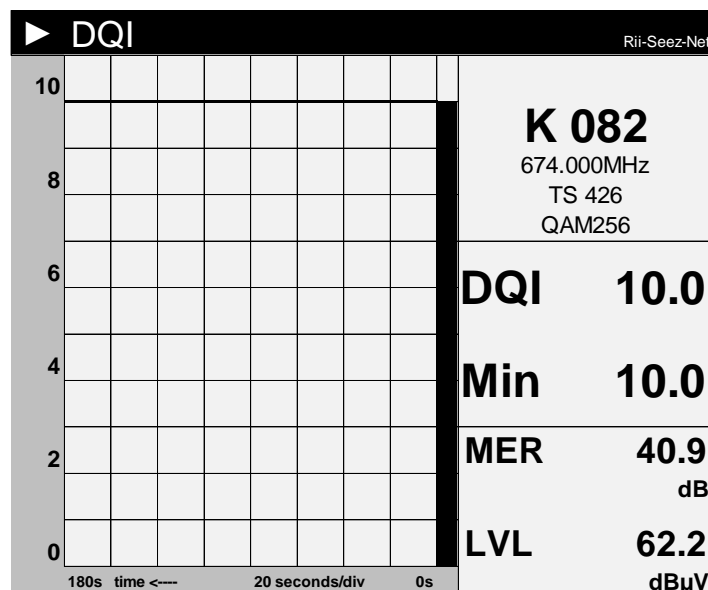 DQI
Rii-Seez-Net
10
8
6
4
2
0
180s time <---- 20 seconds/div 0s
K 082
674.000MHz
TS 426
QAM256
DQI 10.0
Min 10.0
MER 40.9
dB
LVL 62.2
dBµV